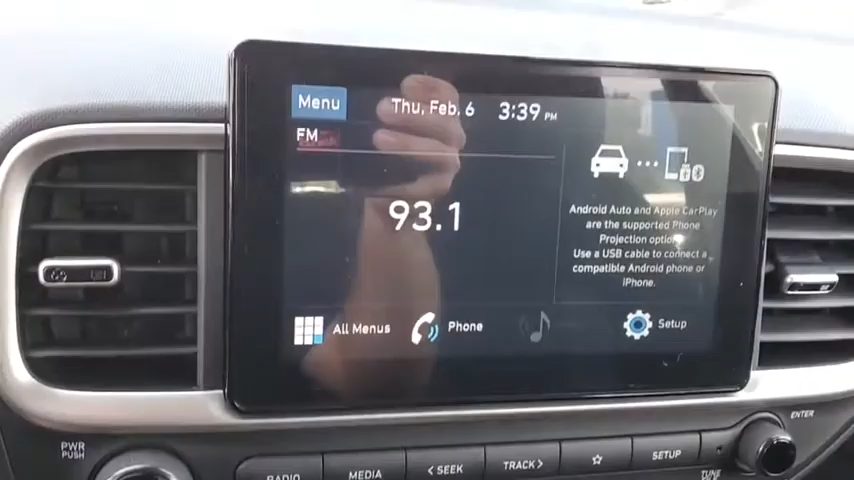 Menu
Thu, Feb. 6 3:39 PM
FM
93.1
Android Auto and Apple CarPlay
are the supported Phone
Projection options.
Use a USB cable to connect a
compatible Android phone or
iPhone.
All Menus
Phone
Setup
PWR
PUSH
RADIO
MEDIA
< SEEK
TRACK >
SETUP
TUNE
ENTER